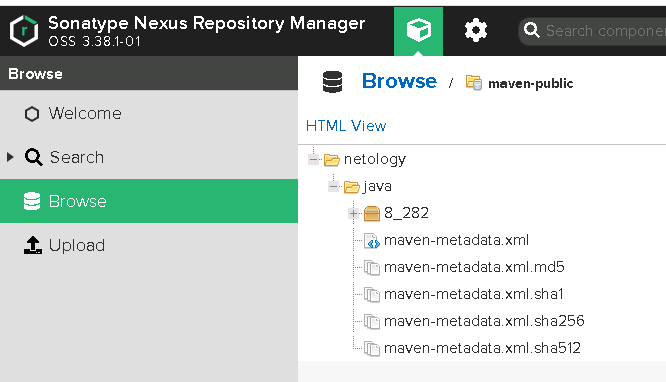 Sonatype Nexus Repository Manager
OSS 3.38.1-01
Search compone
Browse
Welcome
Search
Browse
Upload
Browse / maven-public
HTML View
netology
java
8_282
maven-metadata.xml
maven-metadata.xml.md5
maven-metadata.xml.sha1
maven-metadata.xml.sha256
maven-metadata.xml.sha512